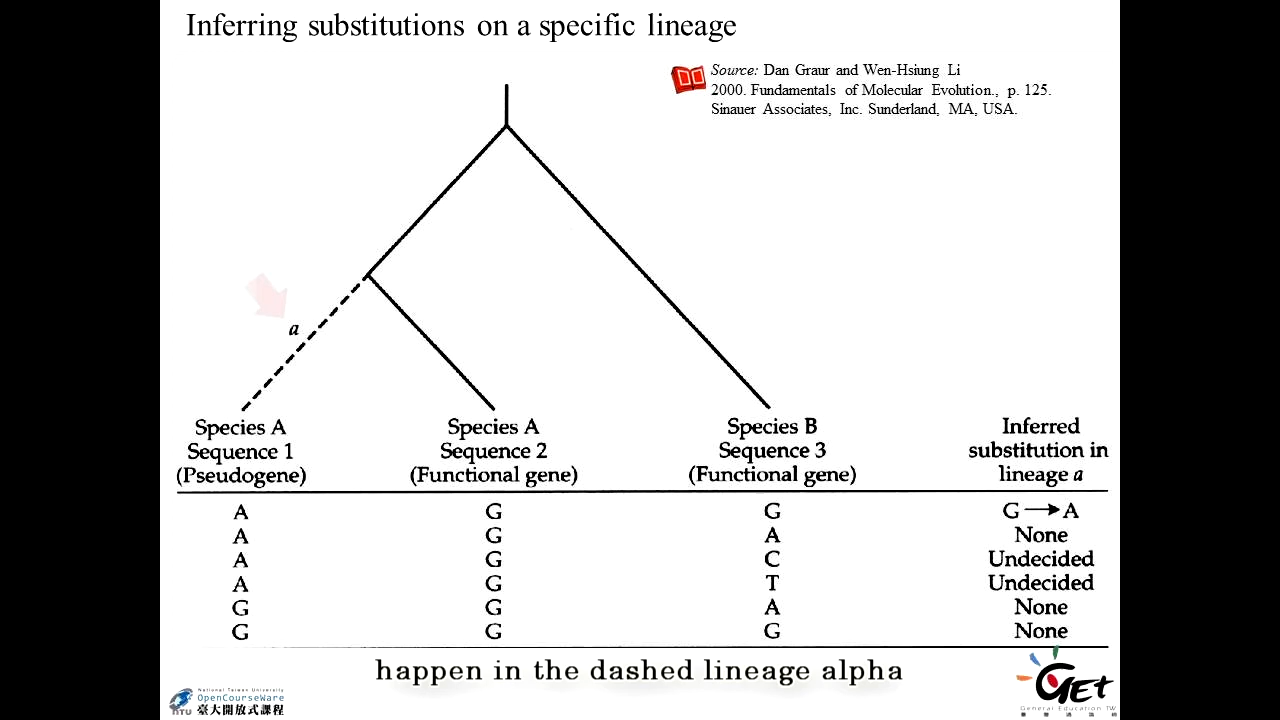 Inferring substitutions on a specific lineage
Source: Dan Graur and Wen-Hsiung Li
2000. Fundamentals of Molecular Evolution., p. 125.
Sinauer Associates, Inc. Sunderland, MA, USA.
a
Species A Species A Species B Inferred
Sequence 1 Sequence 2 Sequence 3 substitution in
(Pseudogene) (Functional gene) (Functional gene) lineage a
A G G G → A
A G A None
A G C Undecided
A G T Undecided
G G A None
G G G None
happen in the dashed lineage alpha
National Taiwan University
OpenCourseWare
NTU 臺大開放式課程
GET
General Education TW